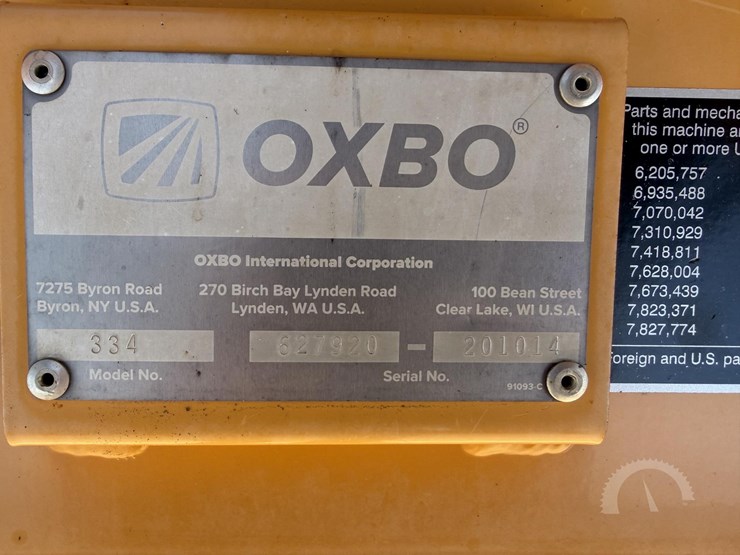 OXBO®
OXBO International Corporation
7275 Byron Road
Byron, NY U.S.A.
270 Birch Bay Lynden Road
Lynden, WA U.S.A.
100 Bean Street
Clear Lake, WI U.S.A.
334
627920 - 201014
Model No.
Serial No.
91093-C
Parts and mecha
this machine a
one or more U
6,205,757
6,935,488
7,070,042
7,310,929
7,418,811
7,628,004
7,673,439
7,823,371
7,827,774
Foreign and U.S. pa